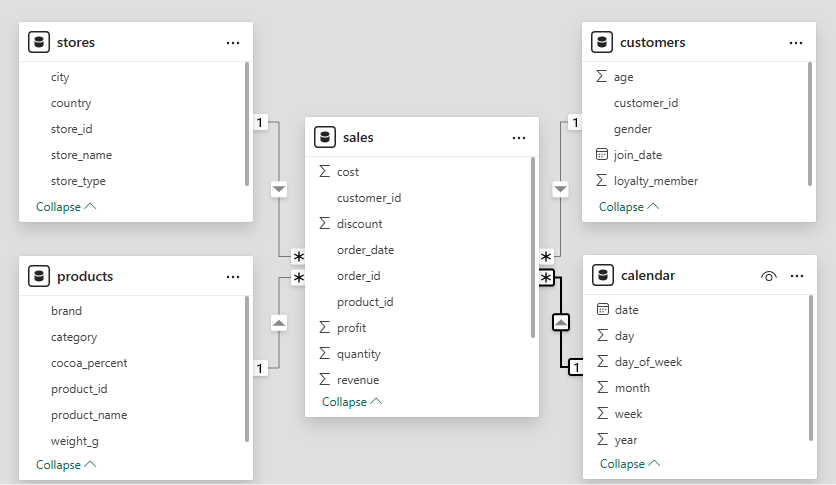 stores
...
city
country
store_id
store_name
store_type
Collapse
1
*
products
...
brand
category
cocoa_percent
product_id
product_name
weight_g
Collapse
1
*
sales
...
Σ cost
customer_id
Σ discount
order_date
order_id
product_id
Σ profit
Σ quantity
Σ revenue
Collapse
customers
...
Σ age
customer_id
gender
join_date
Σ loyalty_member
Collapse
1
*
calendar
...
date
Σ day
Σ day_of_week
Σ month
Σ week
Σ year
Collapse
1
*